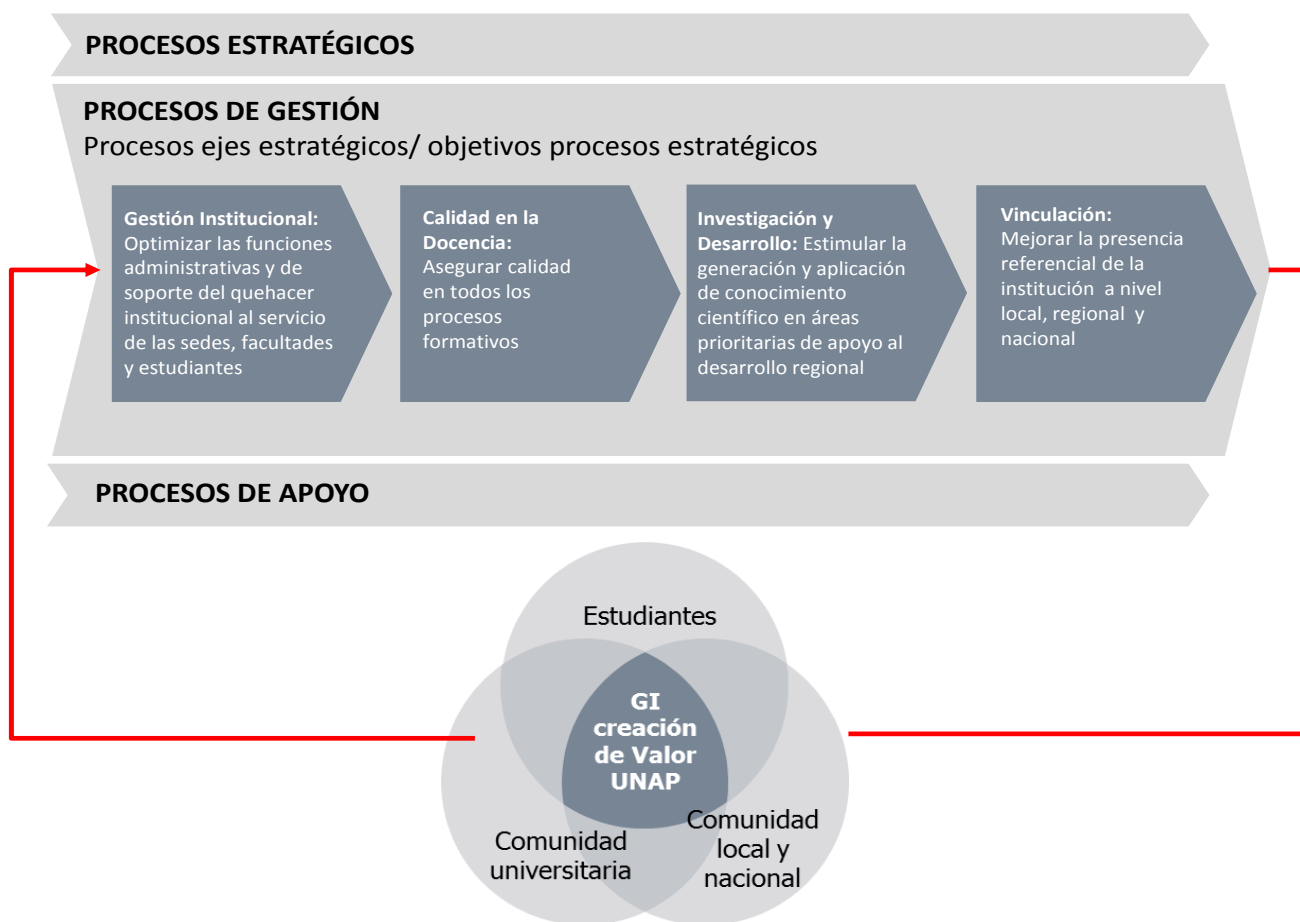 PROCESOS ESTRATÉGICOS
PROCESOS DE GESTIÓN
Procesos ejes estratégicos/ objetivos procesos estratégicos
Gestión Institucional:
Optimizar las funciones
administrativas y de
soporte del quehacer
institucional al servicio
de las sedes, facultades
y estudiantes
Calidad en la
Docencia:
Asegurar calidad
en todos los
procesos
formativos
Investigación y
Desarrollo: Estimular la
generación y aplicación
de conocimiento
científico en áreas
prioritarias de apoyo al
desarrollo regional
Vinculación:
Mejorar la presencia
referencial de la
institución a nivel
local, regional y
nacional
PROCESOS DE APOYO
Estudiantes
GI
creación
de Valor
UNAP
Comunidad
universitaria
Comunidad
local y
nacional